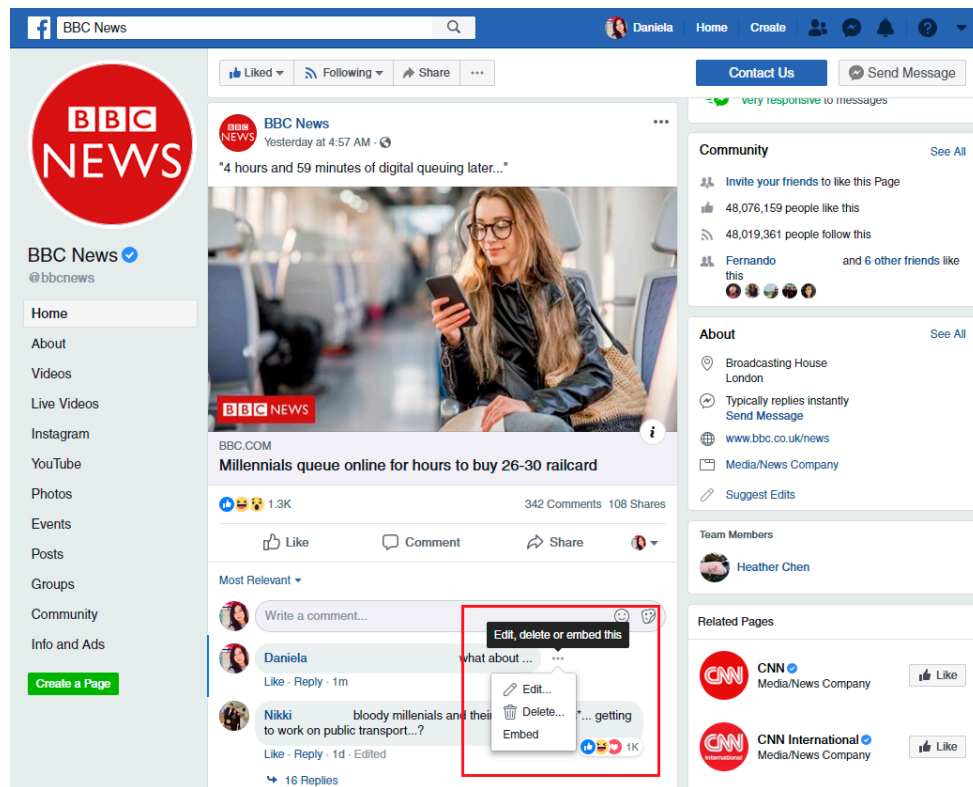 BBC News
Daniela
Home
Create
BBC
NEWS
BBC News
@bbcnews
Home
About
Videos
Live Videos
Instagram
YouTube
Photos
Events
Posts
Groups
Community
Info and Ads
Create a Page
Liked
Following
Share
Contact Us
Send Message
BBC
NEWS
BBC News
Yesterday at 4:57 AM ·
"4 hours and 59 minutes of digital queuing later..."
BBC NEWS
i
BBC.COM
Millennials queue online for hours to buy 26-30 railcard
1.3K
342 Comments 108 Shares
Like
Comment
Share
Most Relevant
Write a comment...
Edit, delete or embed this
Daniela what about ...
Like · Reply · 1m
Edit...
Delete...
Embed
Nikki bloody millenials and their ... getting
to work on public transport...?
1K
Like · Reply · 1d · Edited
16 Replies
Very responsive to messages
Community
See All
Invite your friends to like this Page
48,076,159 people like this
48,019,361 people follow this
Fernando and 6 other friends like
this
About
See All
Broadcasting House
London
Typically replies instantly
Send Message
www.bbc.co.uk/news
Media/News Company
Suggest Edits
Team Members
Heather Chen
Related Pages
CNN
CNN
Media/News Company
Like
CNN
International
CNN International
Media/News Company
Like